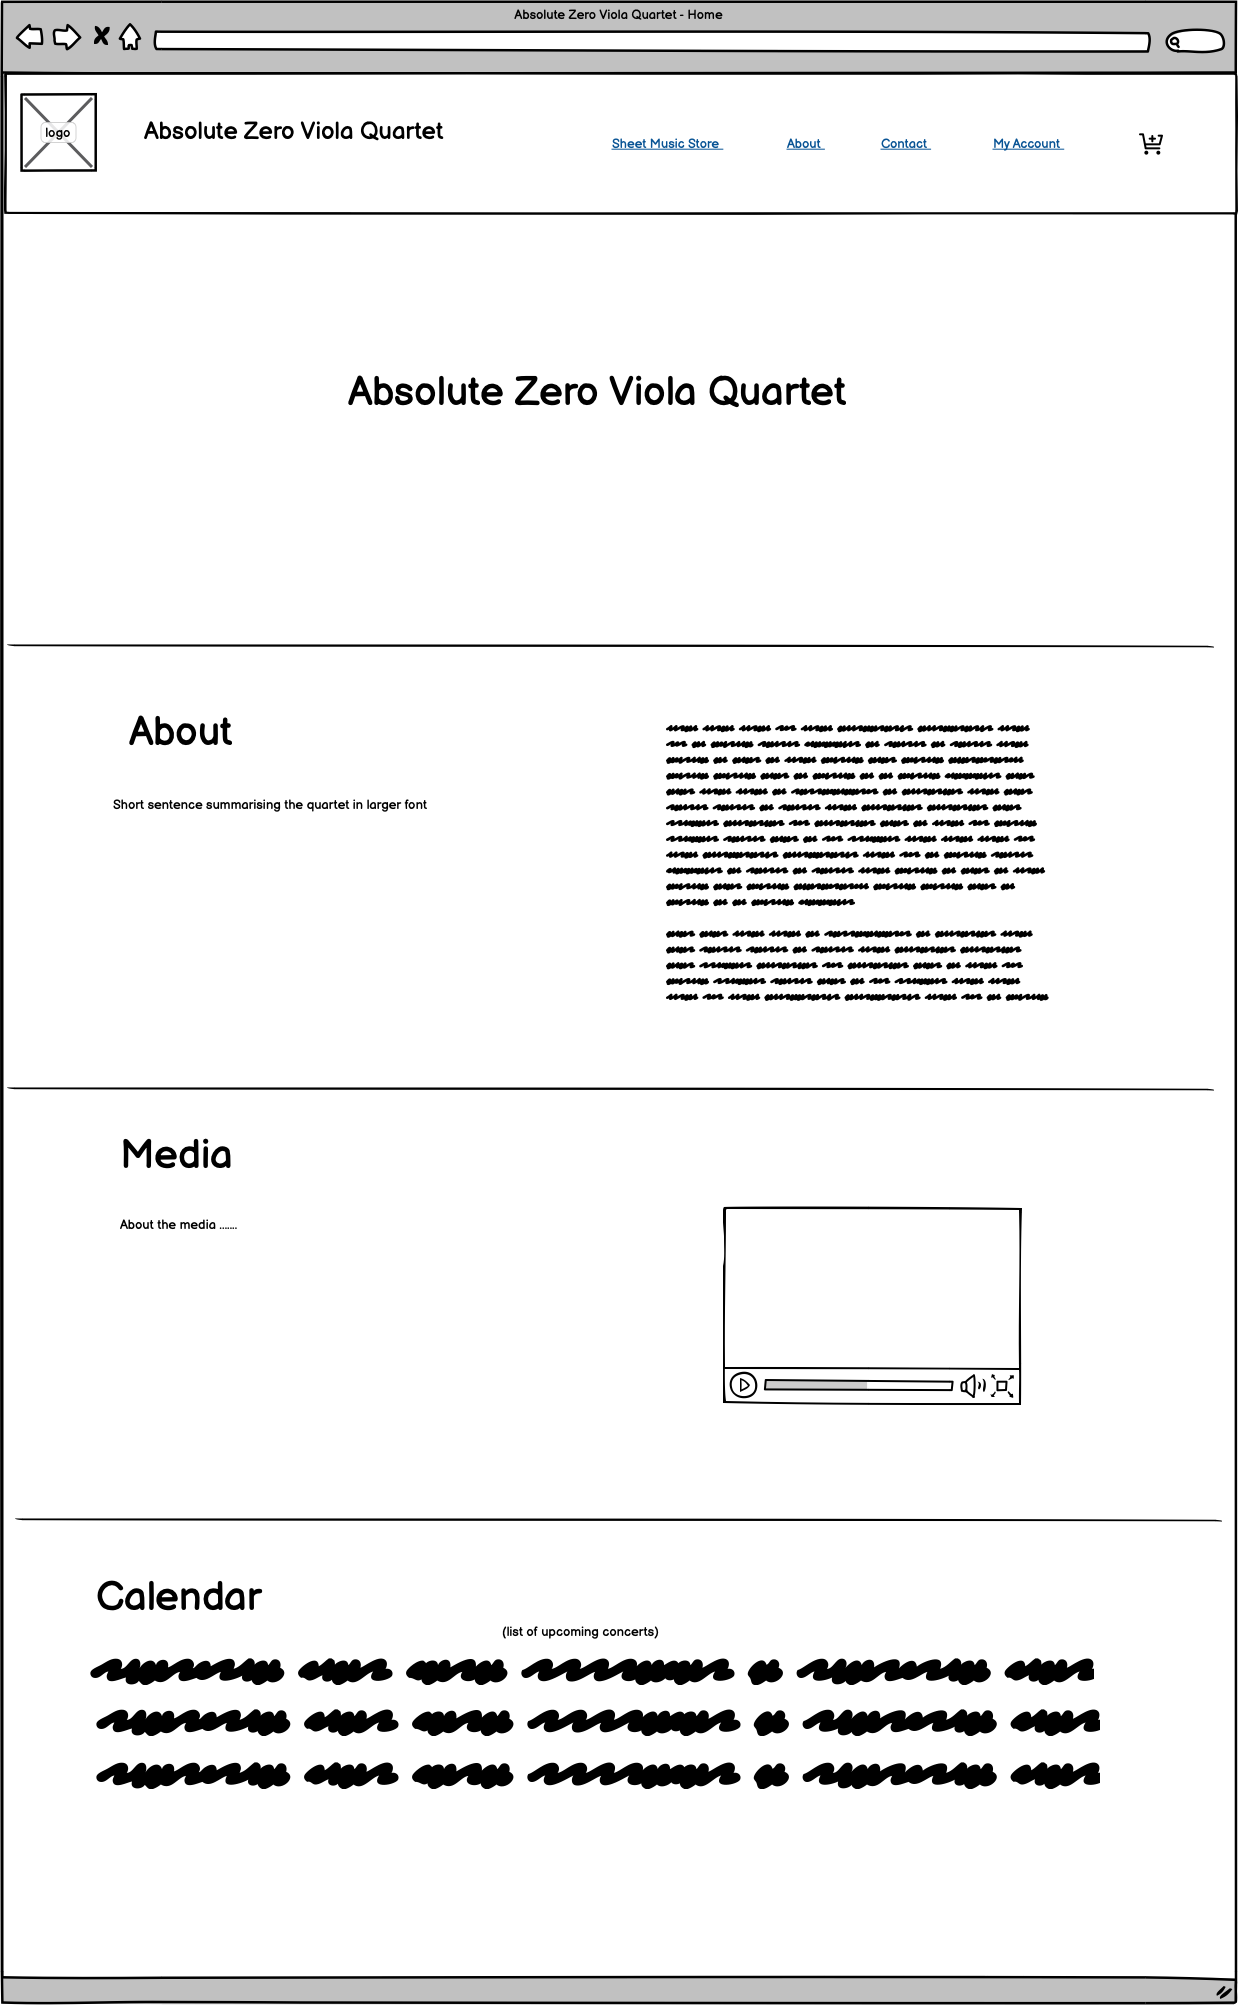 Absolute Zero Viola Quartet - Home
logo
Absolute Zero Viola Quartet
Sheet Music Store
About
Contact
My Account
Absolute Zero Viola Quartet
About
Short sentence summarising the quartet in larger font
Media
About the media .......
Calendar
(list of upcoming concerts)